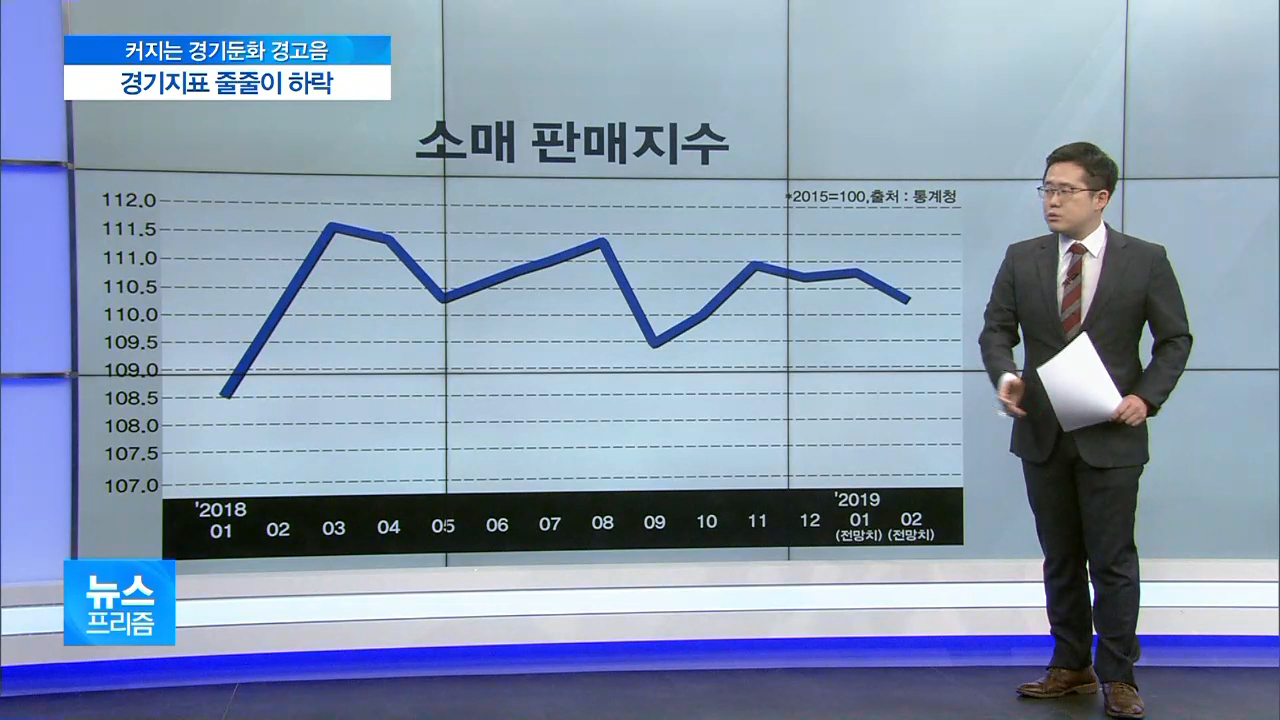 커지는 경기둔화 경고음
경기지표 줄줄이 하락
소매 판매지수
*2015=100,출처 : 통계청
112.0
111.5
111.0
110.5
110.0
109.5
109.0
108.5
108.0
107.5
107.0
'2018 '2019
01 02 03 04 05 06 07 08 09 10 11 12 01 02
(전망치) (전망치)
뉴스
프리즘